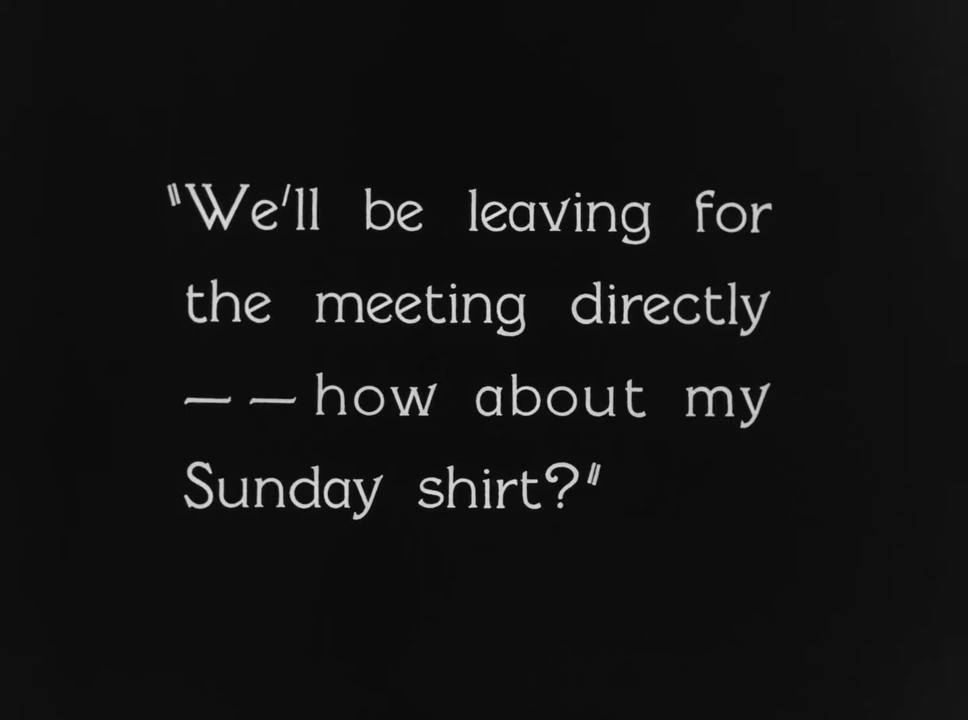 "We'll be leaving for
the meeting directly
— — how about my
Sunday shirt?"